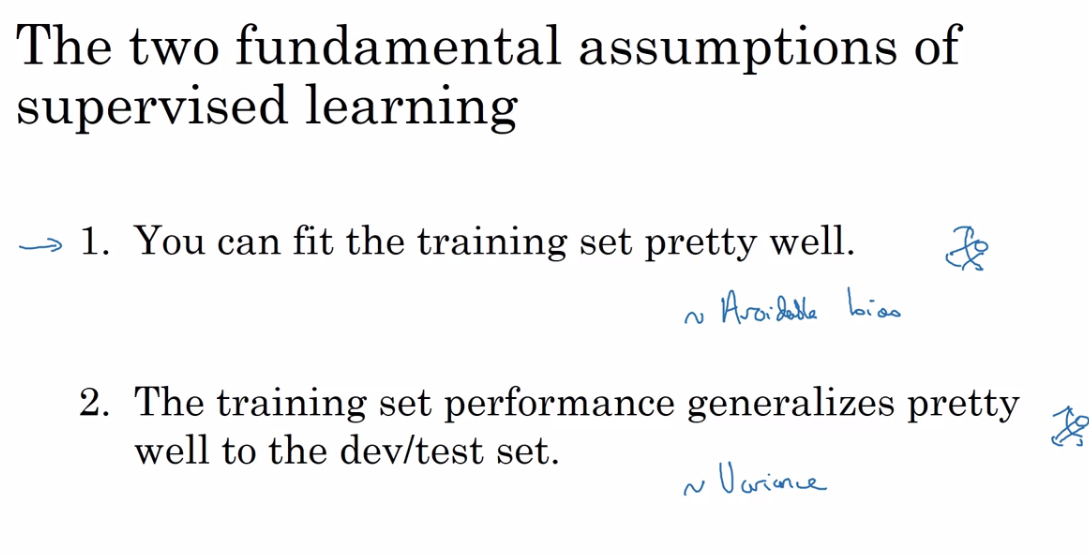 The two fundamental assumptions of
supervised learning
→ 1. You can fit the training set pretty well.
~ Avoidable bias
2. The training set performance generalizes pretty
well to the dev/test set.
~ Variance